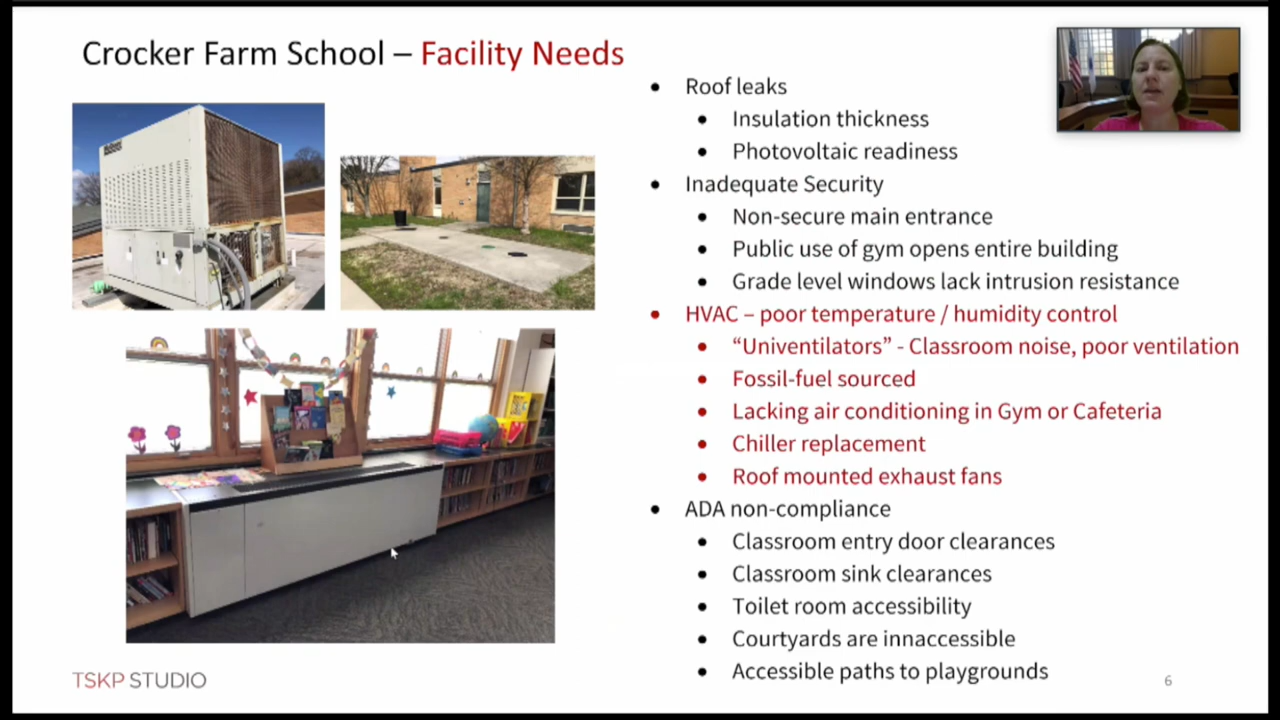 Crocker Farm School – Facility Needs
• Roof leaks
• Insulation thickness
• Photovoltaic readiness
• Inadequate Security
• Non-secure main entrance
• Public use of gym opens entire building
• Grade level windows lack intrusion resistance
• HVAC – poor temperature / humidity control
• “Univentilators” - Classroom noise, poor ventilation
• Fossil-fuel sourced
• Lacking air conditioning in Gym or Cafeteria
• Chiller replacement
• Roof mounted exhaust fans
• ADA non-compliance
• Classroom entry door clearances
• Classroom sink clearances
• Toilet room accessibility
• Courtyards are innaccessible
• Accessible paths to playgrounds
TSKP STUDIO
6